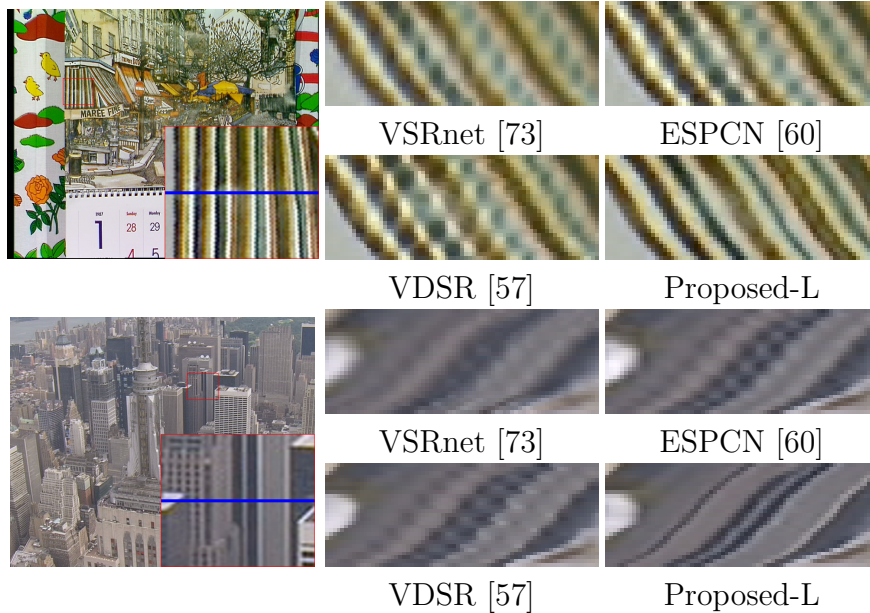 VSRnet [73]
ESPCN [60]
MAREE
1
28
29
4
5
VDSR [57]
Proposed-L
VSRnet [73]
ESPCN [60]
VDSR [57]
Proposed-L